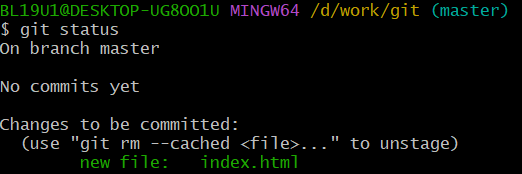 BL19U1@DESKTOP-UG8OO1U MINGW64 /d/work/git (master)
$ git status
On branch master
No commits yet
Changes to be committed:
(use "git rm --cached <file>..." to unstage)
new file: index.html